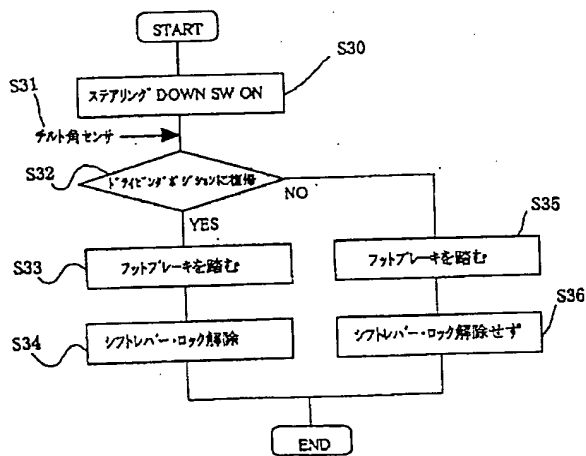 START
S30
S31
ステアリングDOWN SW ON
チルト角センサ
S32
ドライビングポジションに復帰
NO
YES
S35
S33
フットブレーキを踏む
フットブレーキを踏む
S36
S34
シフトレバー・ロック解除
シフトレバー・ロック解除せず
END